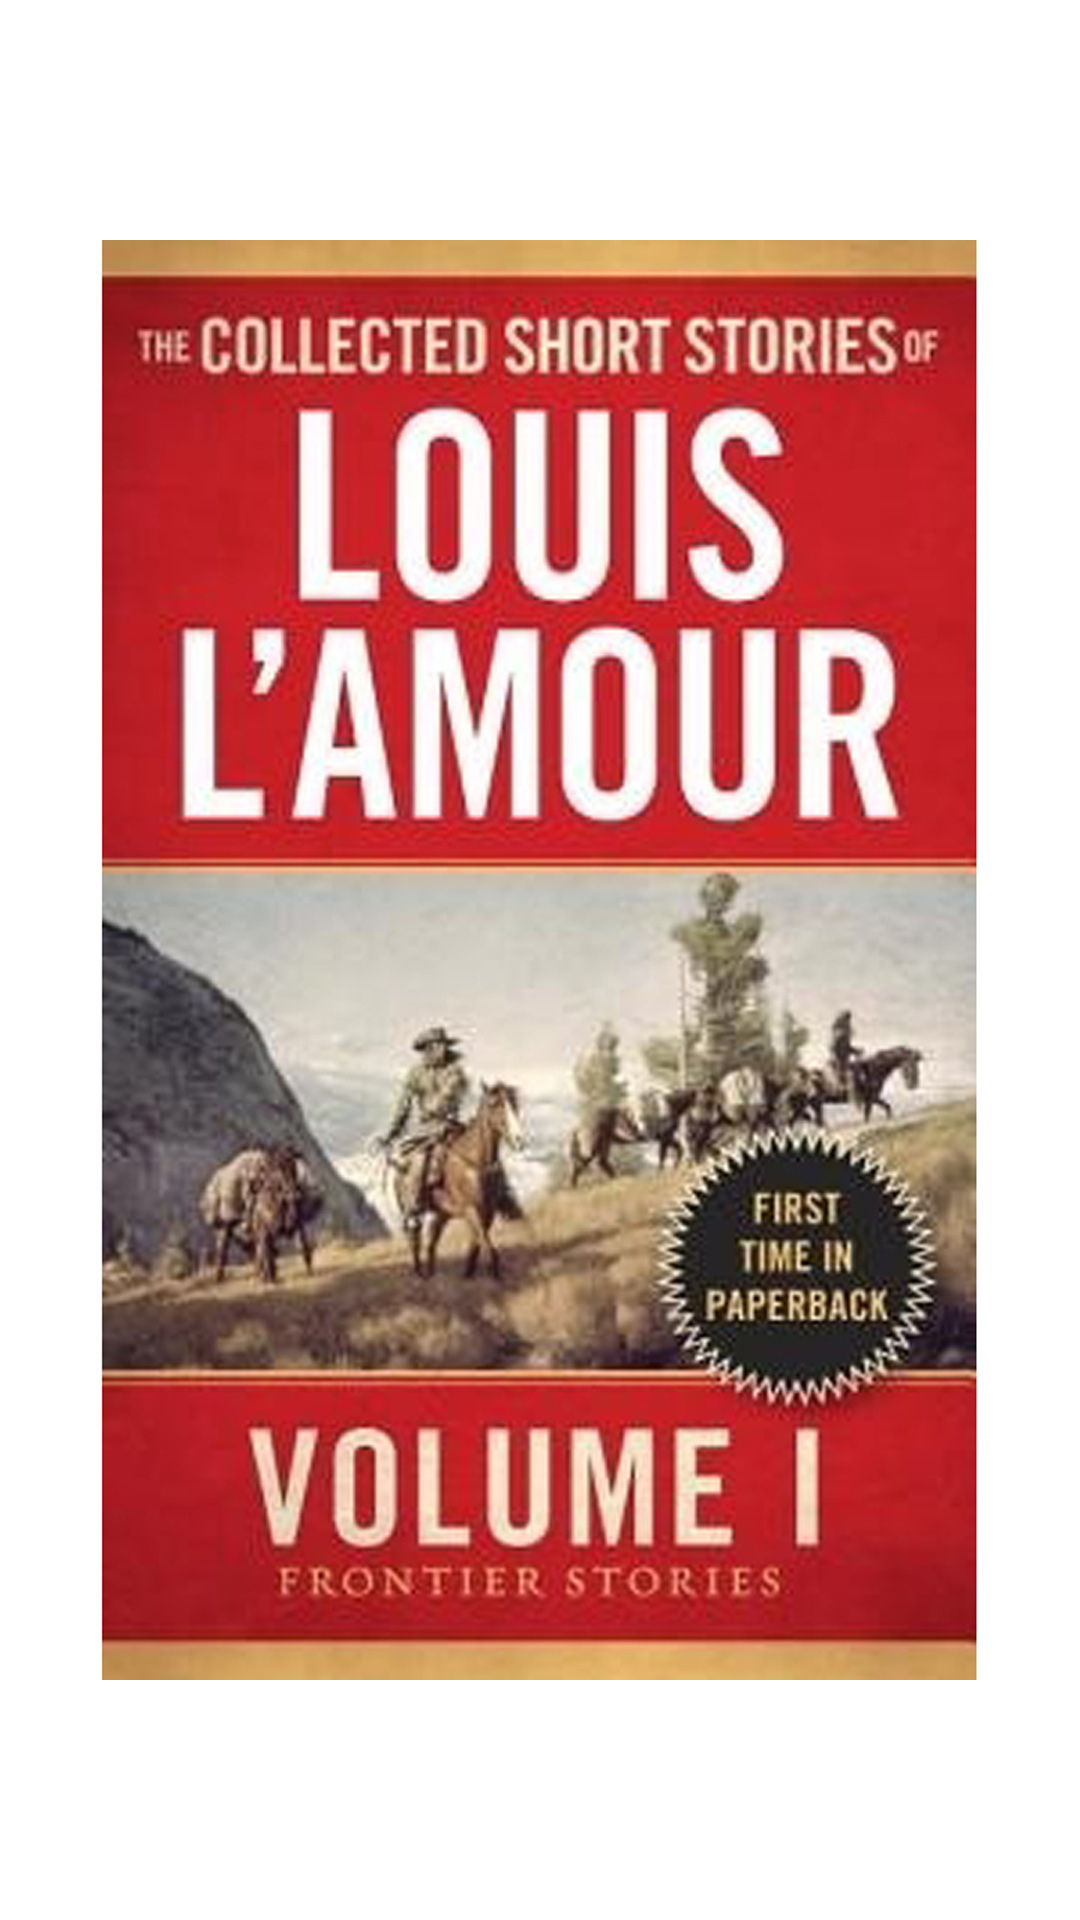 THE COLLECTED SHORT STORIES OF
LOUIS
L'AMOUR
FIRST
TIME IN
PAPERBACK
VOLUME I
FRONTIER STORIES